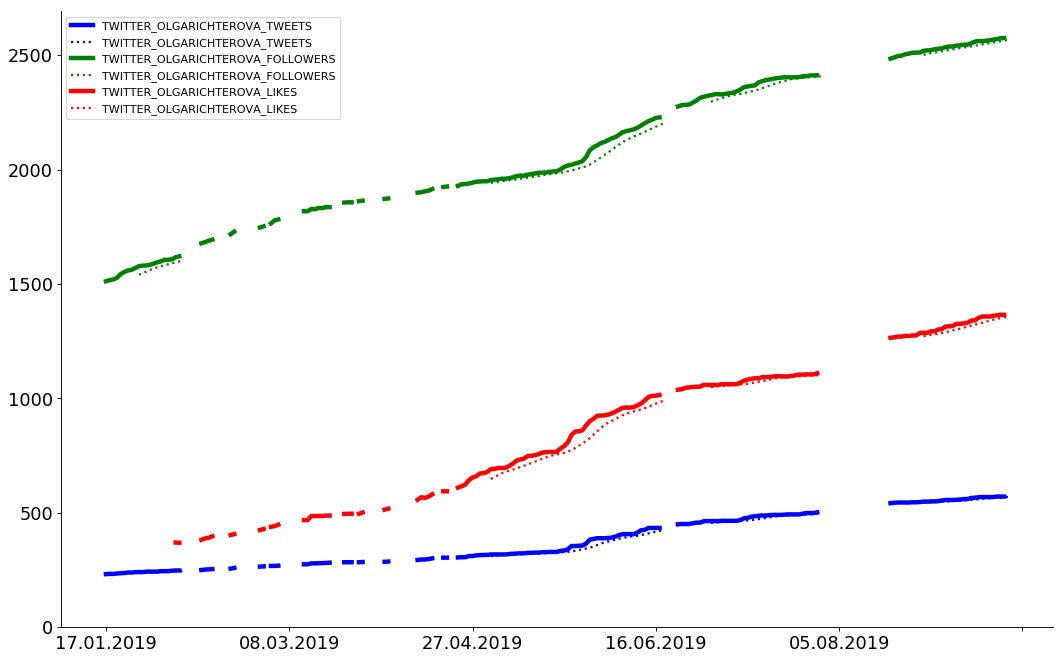 TWITTER_OLGARICHTEROVA_TWEETS
TWITTER_OLGARICHTEROVA_TWEETS
TWITTER_OLGARICHTEROVA_FOLLOWERS
TWITTER_OLGARICHTEROVA_FOLLOWERS
TWITTER_OLGARICHTEROVA_LIKES
TWITTER_OLGARICHTEROVA_LIKES
2500
2000
1500
1000
500
0
17.01.2019 08.03.2019 27.04.2019 16.06.2019 05.08.2019